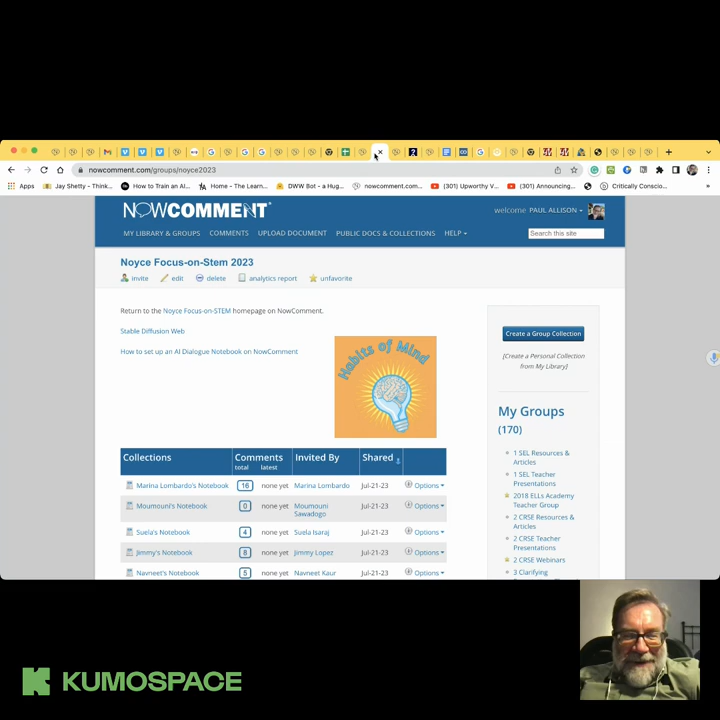 nowcomment.com/groups/noyce2023
Apps
Jay Shetty - Think...
How to Train an AI...
Home - The Learn...
DWW Bot - a Hug...
nowcomment.com...
(301) Upworthy V...
(301) Announcing...
Critically Conscio...
NOWCOMMENT
welcome PAUL ALLISON
MY LIBRARY & GROUPS
COMMENTS
UPLOAD DOCUMENT
PUBLIC DOCS & COLLECTIONS
HELP
Search this site
Noyce Focus-on-Stem 2023
invite
edit
delete
analytics report
unfavorite
Return to the Noyce Focus-on-STEM homepage on NowComment.
Stable Diffusion Web
How to set up an AI Dialogue Notebook on NowComment
Habits of Mind
Create a Group Collection
[Create a Personal Collection
from My Library]
My Groups
(170)
1 SEL Resources &
Articles
1 SEL Teacher
Presentations
2018 ELLs Academy
Teacher Group
2 CRSE Resources &
Articles
2 CRSE Teacher
Presentations
2 CRSE Webinars
3 Clarifying
Collections Comments Invited By Shared
total latest
Marina Lombardo's Notebook 16 none yet Marina Lombardo Jul-21-23 Options
Moumouni's Notebook 0 none yet Moumouni Jul-21-23 Options
Sawadogo
Suela's Notebook 4 none yet Suela Isaraj Jul-21-23 Options
Jimmy's Notebook 8 none yet Jimmy Lopez Jul-21-23 Options
Navneet's Notebook 5 none yet Navneet Kaur Jul-21-23 Options
KUMOSPACE